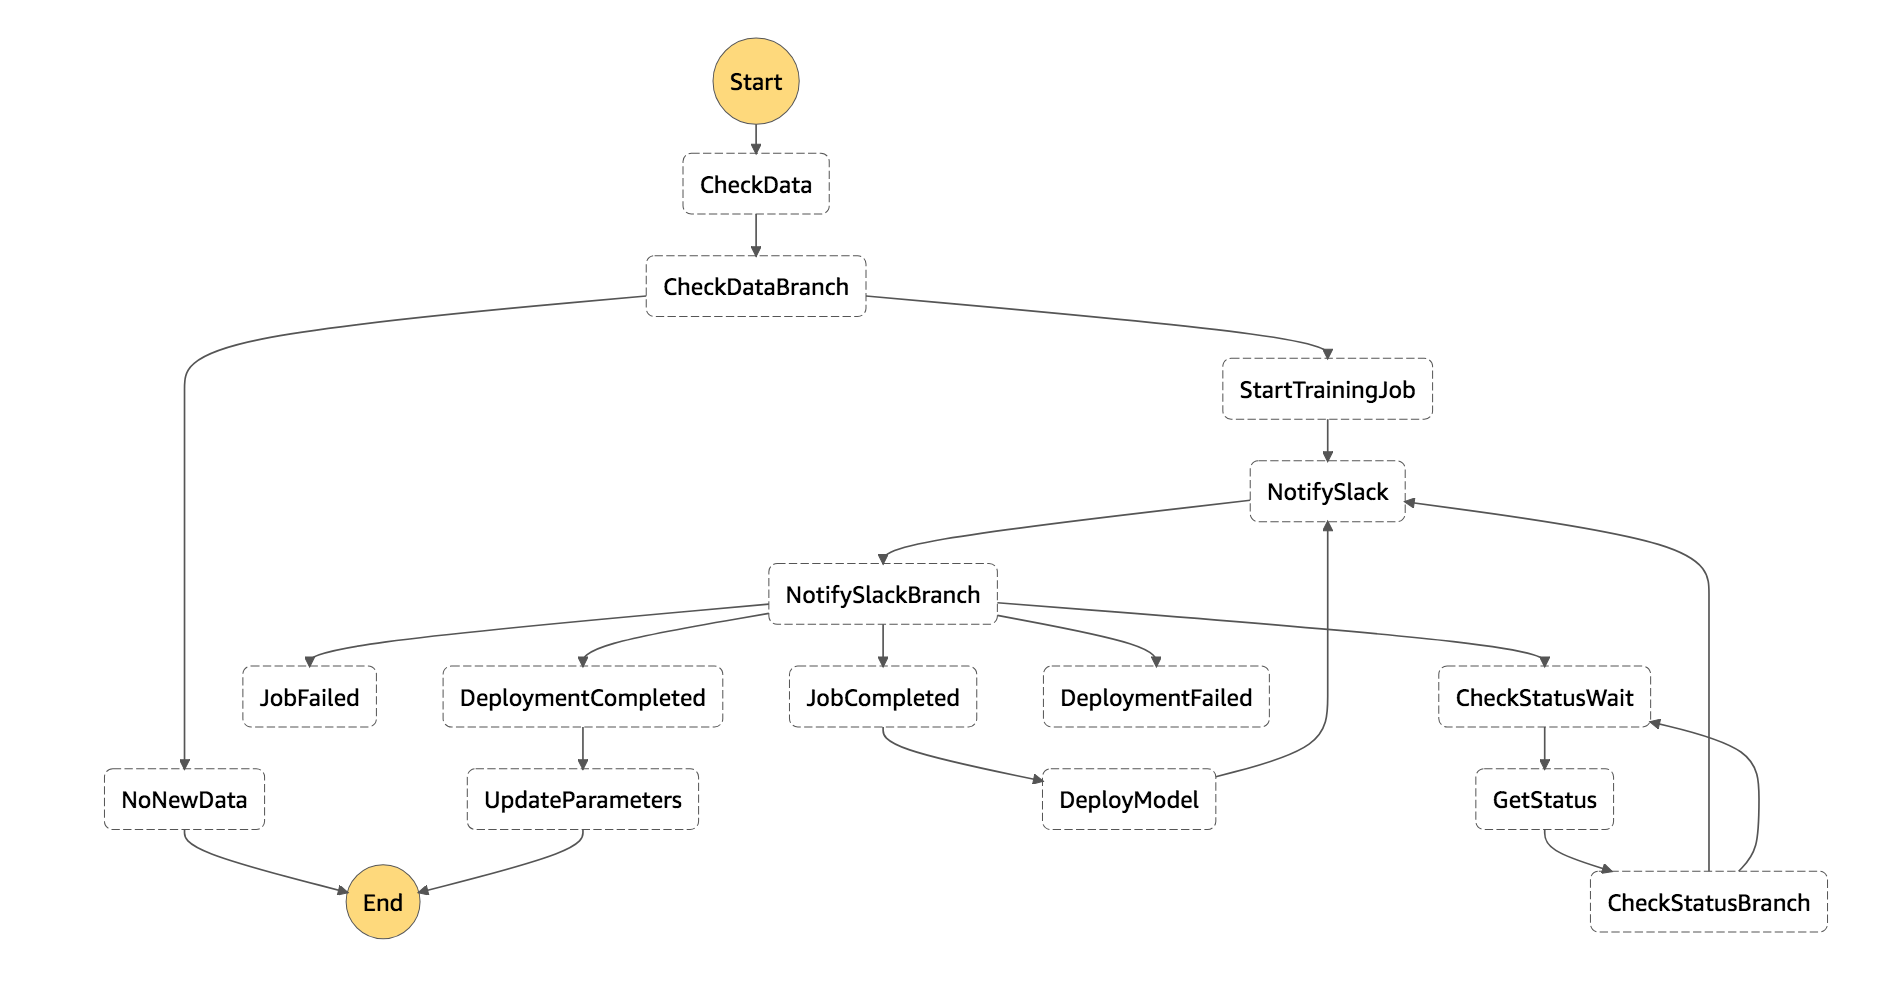 Start
CheckData
CheckDataBranch
StartTrainingJob
NotifySlack
NotifySlackBranch
JobFailed
DeploymentCompleted
JobCompleted
DeploymentFailed
CheckStatusWait
NoNewData
UpdateParameters
DeployModel
GetStatus
End
CheckStatusBranch